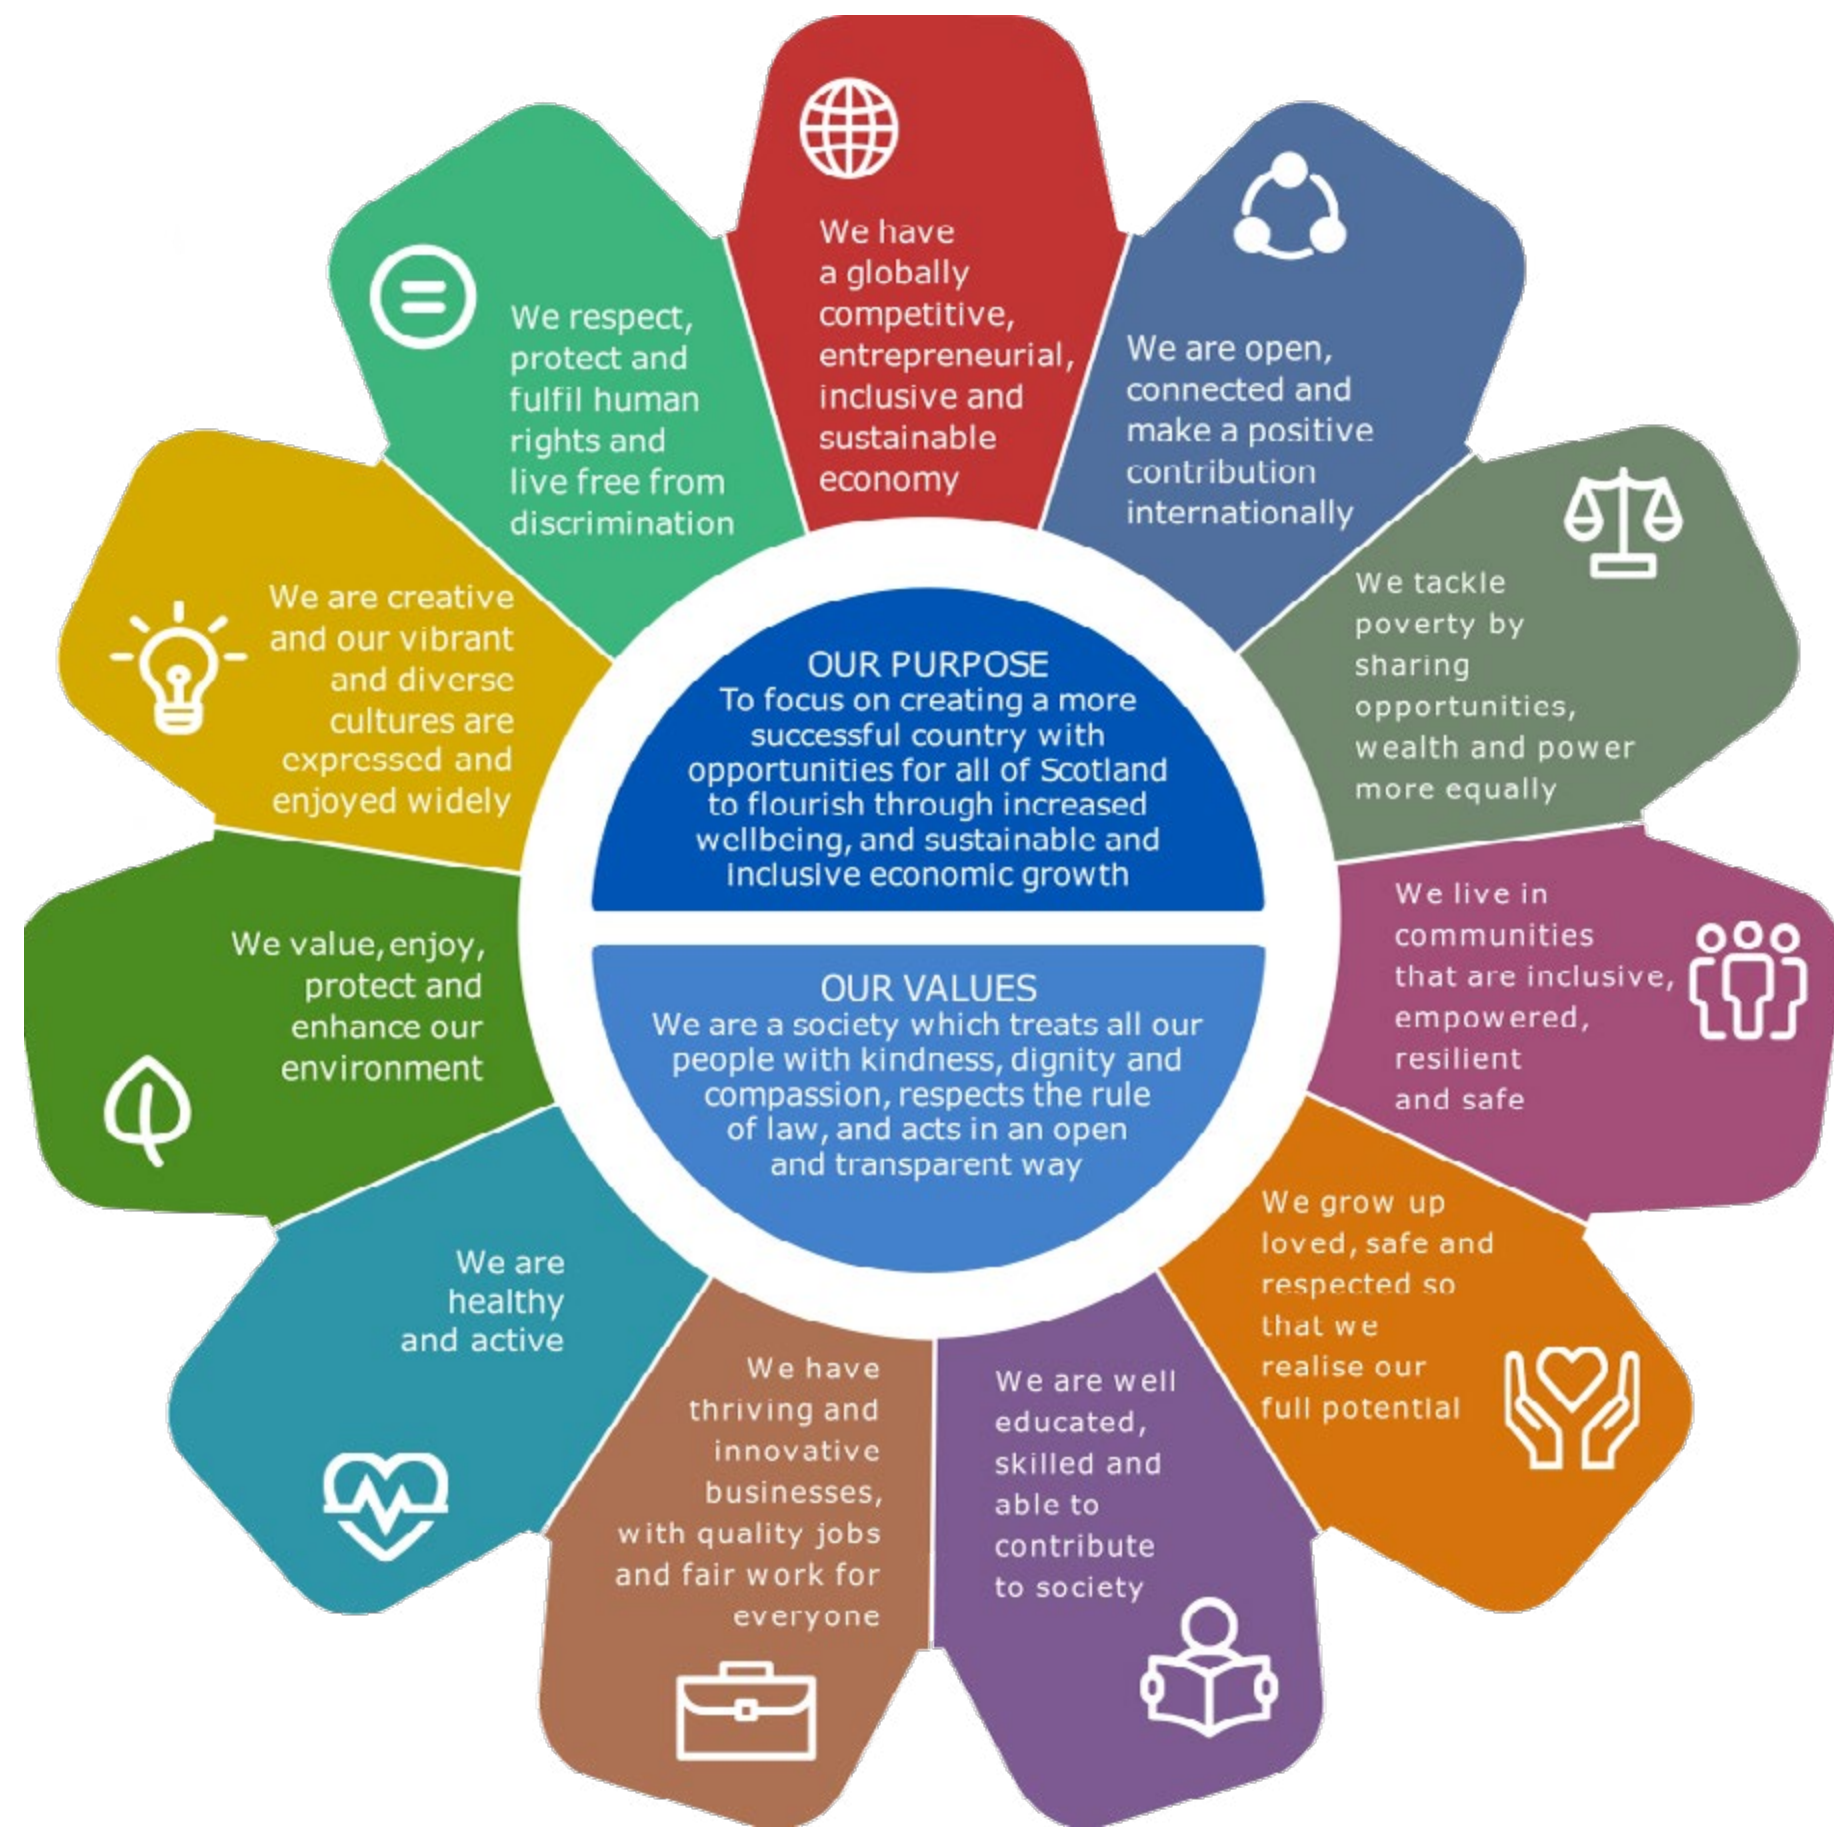 We have
a globally
competitive,
entrepreneurial,
inclusive and
sustainable
economy
We are open,
connected and
make a positive
contribution
internationally
We tackle
poverty by
sharing
opportunities,
wealth and power
more equally
We live in
communities
that are inclusive,
empowered,
resilient
and safe
We grow up
loved, safe and
respected so
that we
realise our
full potential
We are well
educated,
skilled and
able to
contribute
to society
We have
thriving and
innovative
businesses,
with quality jobs
and fair work for
everyone
We are
healthy
and active
We value, enjoy,
protect and
enhance our
environment
We are creative
and our vibrant
and diverse
cultures are
expressed and
enjoyed widely
We respect,
protect and
fulfil human
rights and
live free from
discrimination
OUR PURPOSE
To focus on creating a more
successful country with
opportunities for all of Scotland
to flourish through increased
wellbeing, and sustainable and
inclusive economic growth
OUR VALUES
We are a society which treats all our
people with kindness, dignity and
compassion, respects the rule
of law, and acts in an open
and transparent way